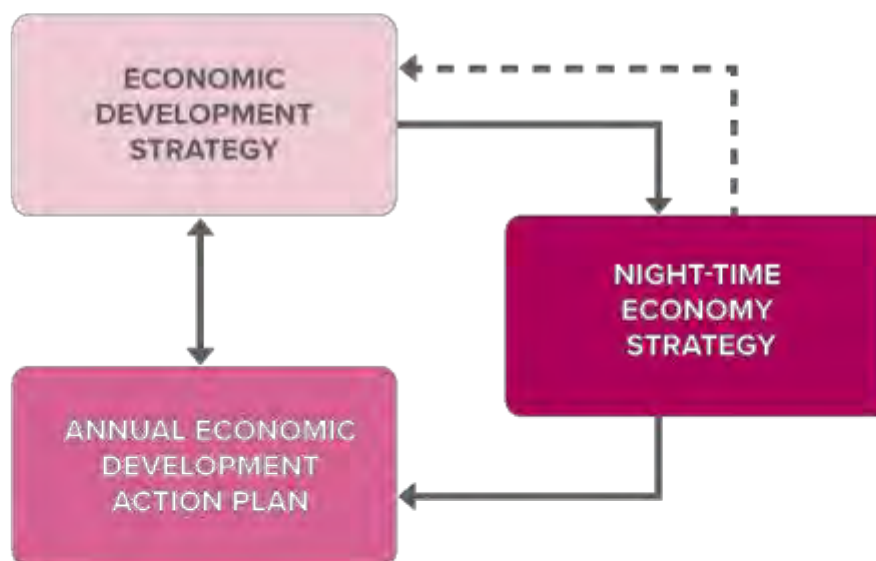 ECONOMIC
DEVELOPMENT
STRATEGY
NIGHT-TIME
ECONOMY
STRATEGY
ANNUAL ECONOMIC
DEVELOPMENT
ACTION PLAN